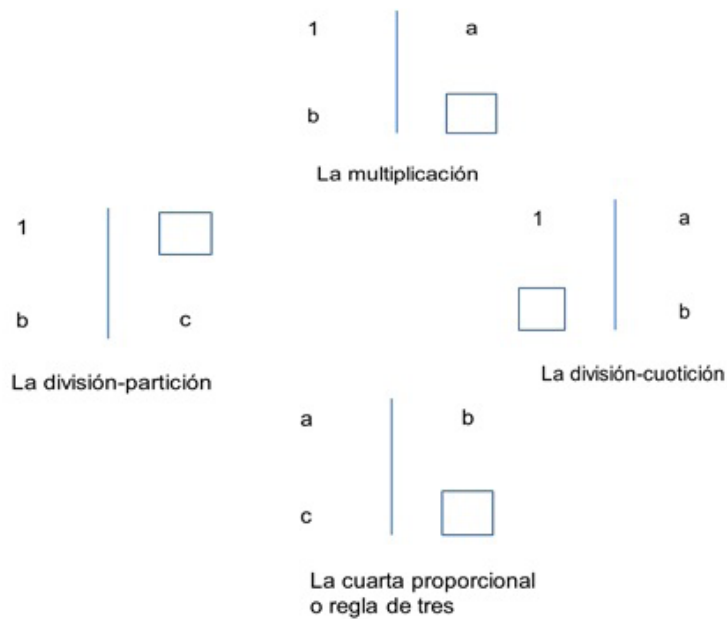 1 a
b
La multiplicación
1
b c
La división-partición
1 a
b
La división-cuotición
a b
c
La cuarta proporcional
o regla de tres